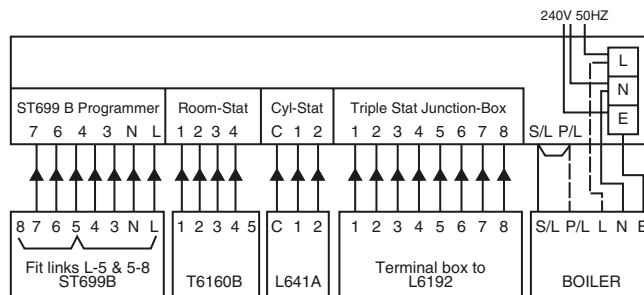 240V 50HZ
L
N
E
ST699 B Programmer Room-Stat Cyl-Stat Triple Stat Junction-Box
7 6 4 3 N L 1 2 3 4 C 1 2 1 2 3 4 5 6 7 8 S/L P/L
8 7 6 5 4 3 N L 1 2 3 4 5 C 1 2 1 2 3 4 5 6 7 8 S/L P/L L N E
Fit links L-5 & 5-8
ST699B T6160B L641A Terminal box to
L6192 BOILER